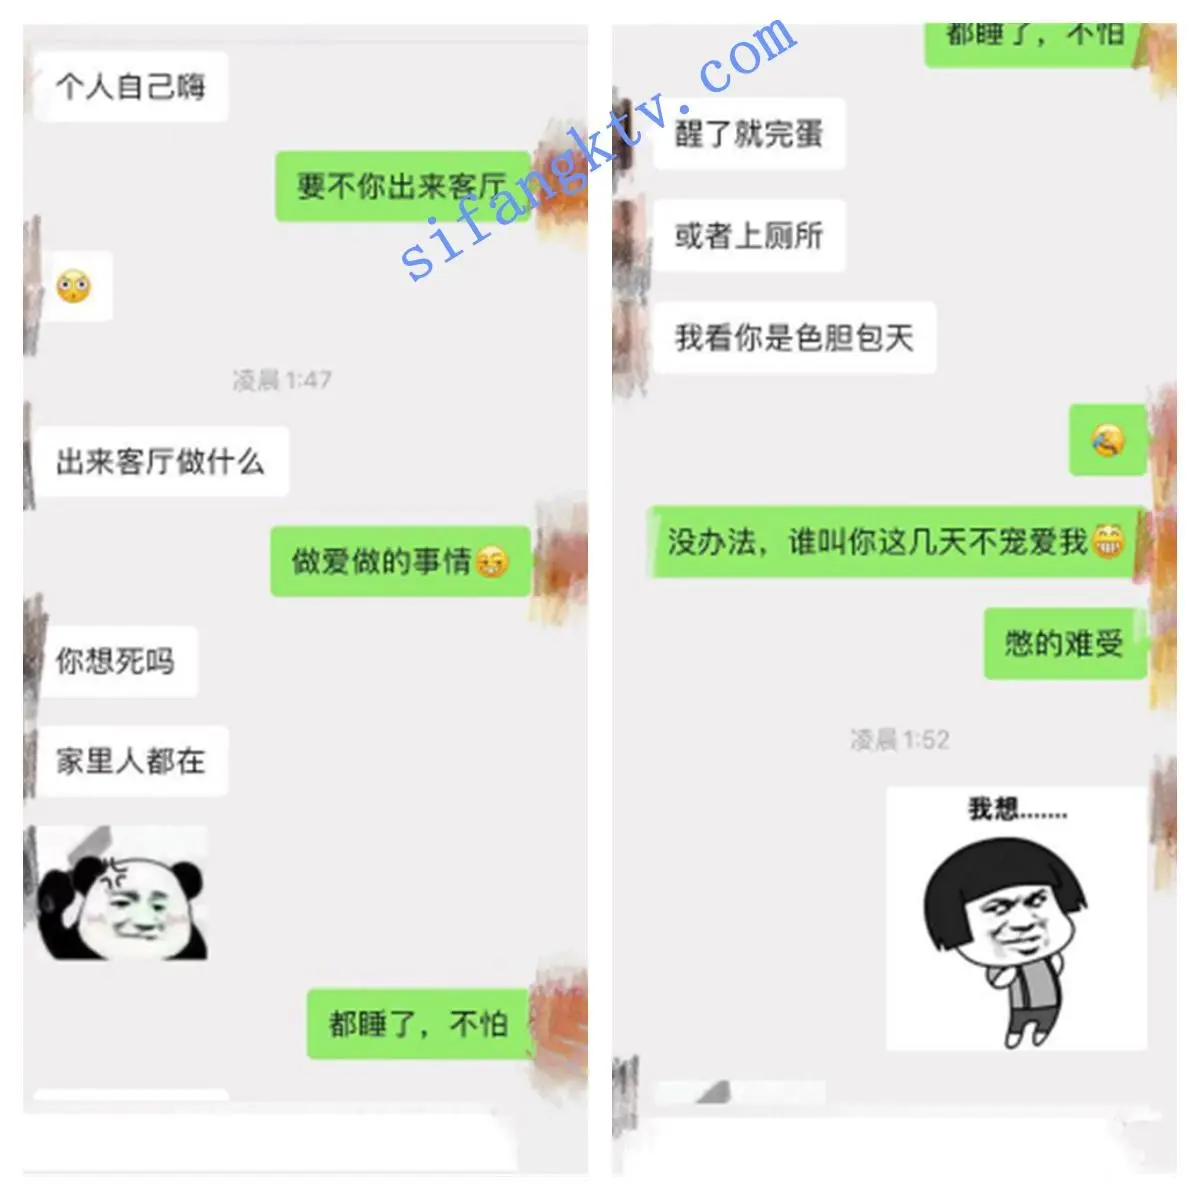 个人自己嗨
要不你出来客厅
凌晨 1:47
出来客厅做什么
做爱做的事情
你想死吗
家里人都在
都睡了，不怕
sifangktv.com
都睡了，不怕
醒了就完蛋
或者上厕所
我看你是色胆包天
没办法，谁叫你这几天不宠爱我
憋的难受
凌晨 1:52
我想.......